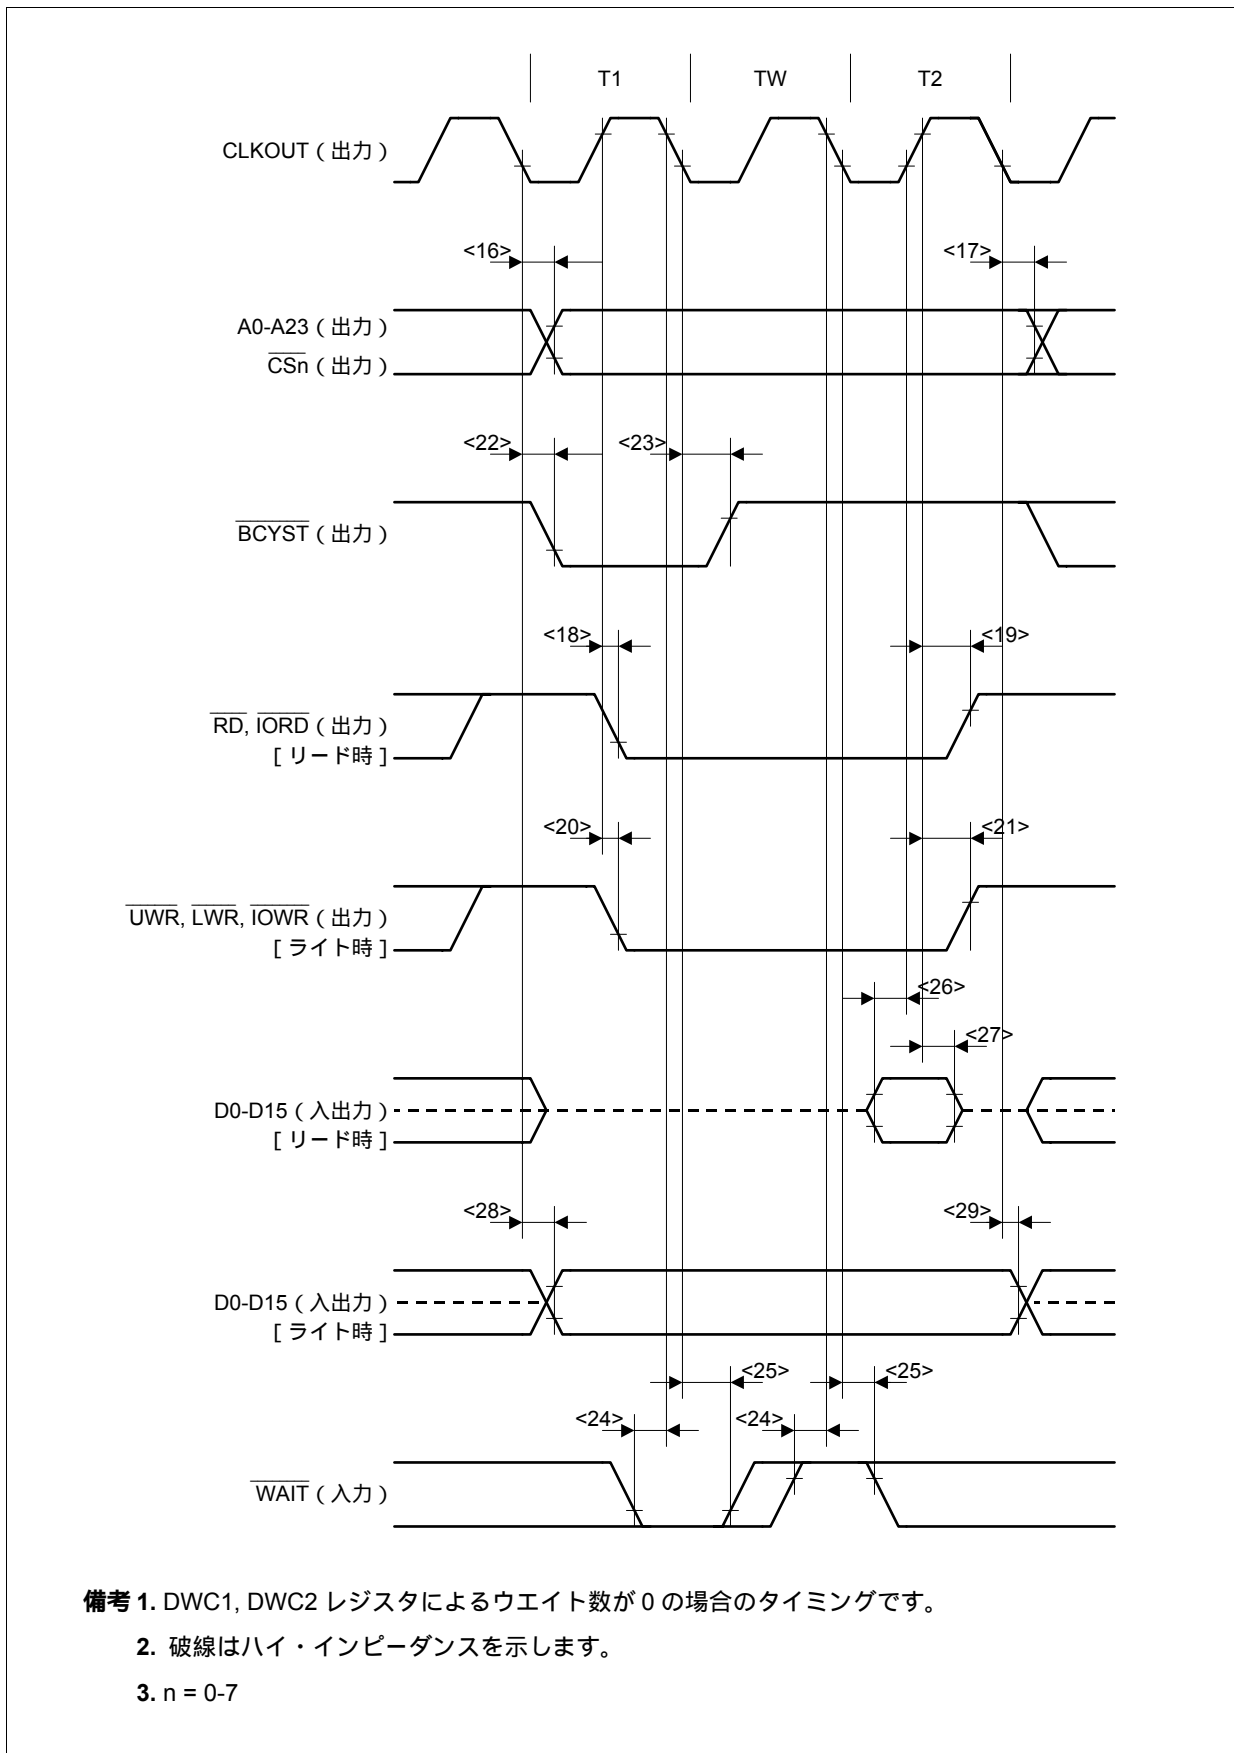 T1 TW T2
CLKOUT（出力）
<16> <17>
A0-A23（出力）
CSn（出力）
<22> <23>
BCYST（出力）
<18> <19>
RD, IORD（出力）
[ リード時 ]
<20> <21>
UWR, LWR, IOWR（出力）
[ ライト時 ]
<26>
<27>
D0-D15（入出力）
[ リード時 ]
<28> <29>
D0-D15（入出力）
[ ライト時 ]
<25> <25>
<24> <24>
WAIT（入力）
備考 1. DWC1, DWC2 レジスタによるウエイト数が 0 の場合のタイミングです。
2. 破線はハイ・インピーダンスを示します。
3. n = 0-7